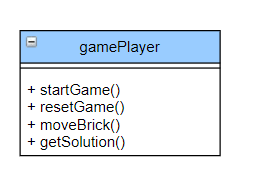 gamePlayer
+ startGame()
+ resetGame()
+ moveBrick()
+ getSolution()